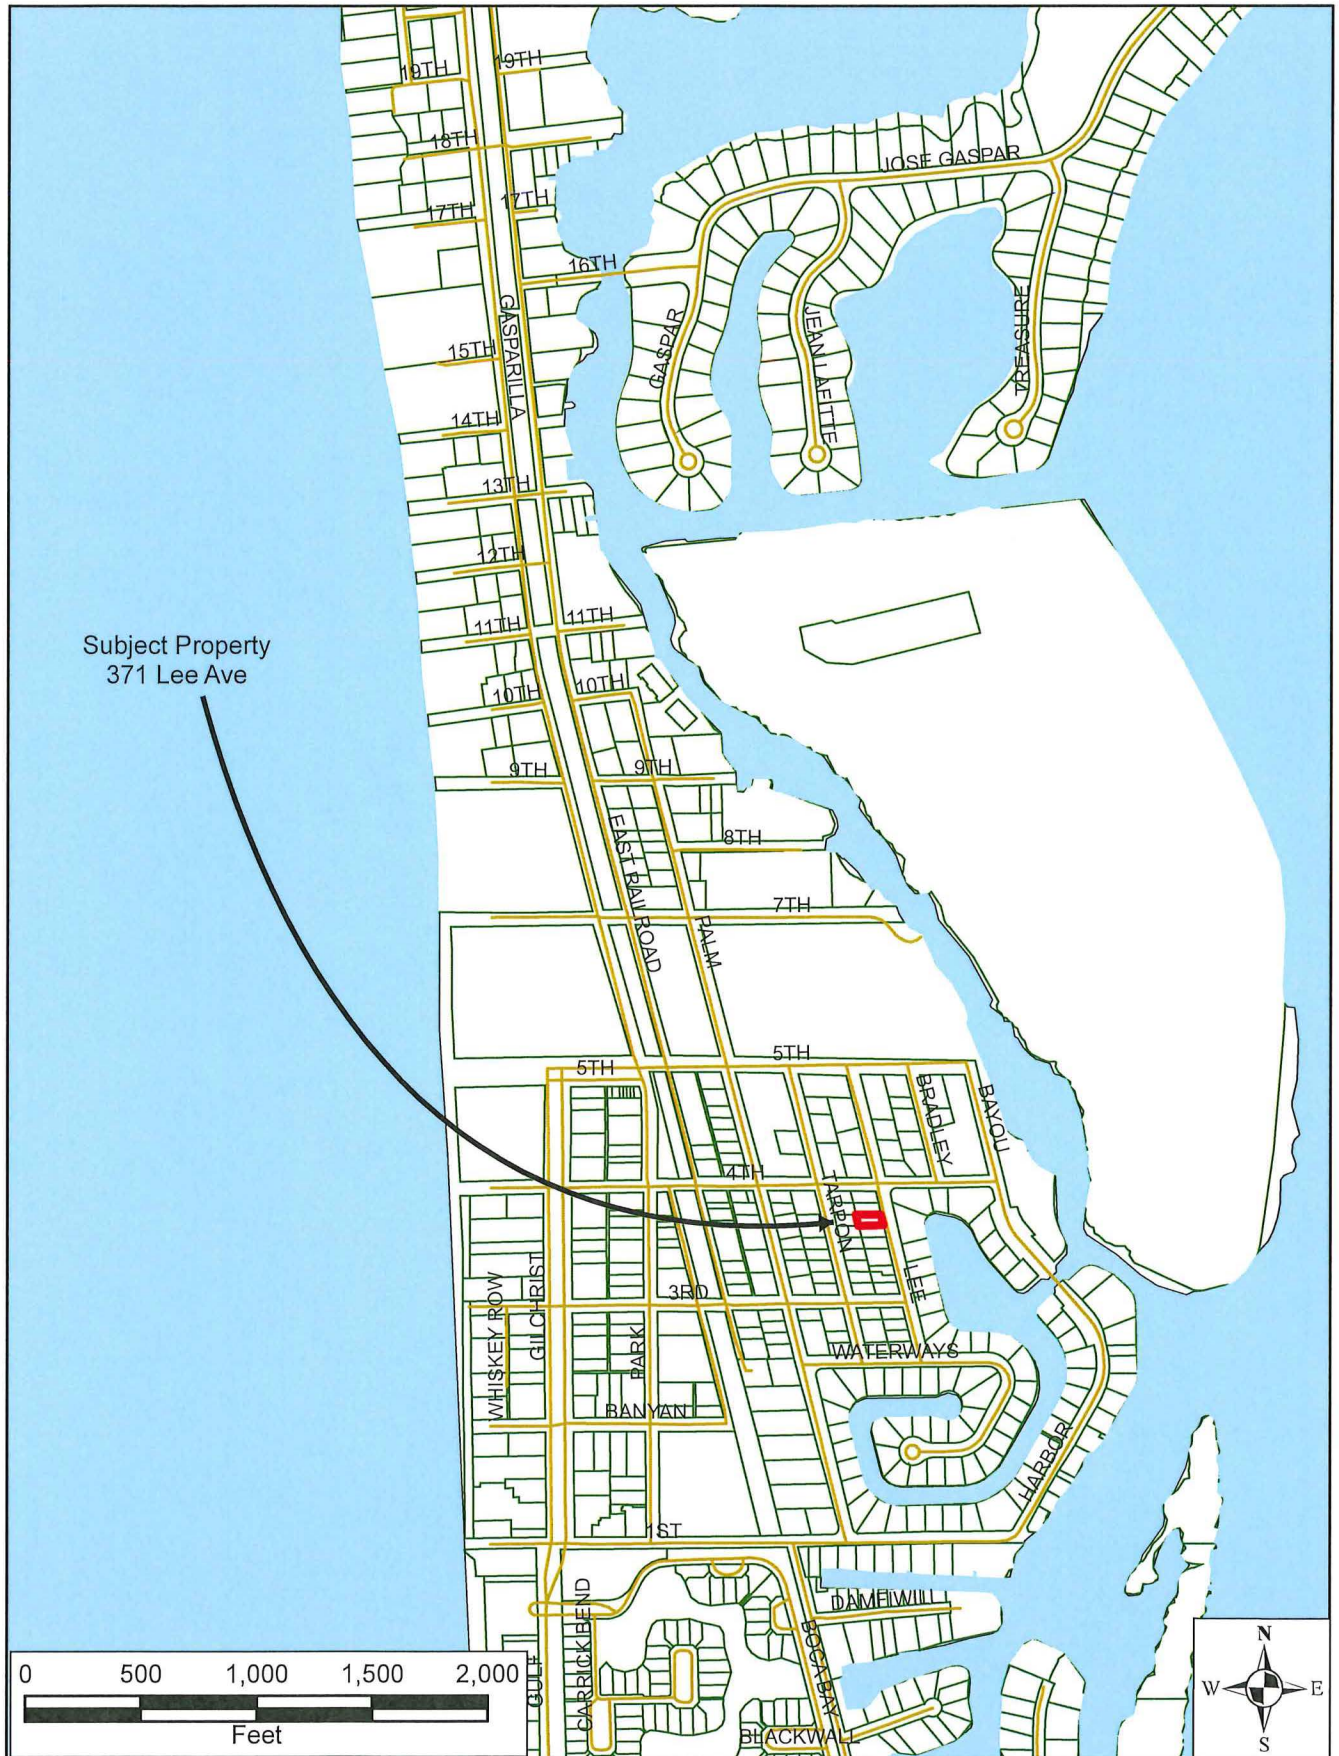 19TH
19TH
18TH
JOSE GASPAR
17TH
17TH
16TH
GASPARILLA
GASPAR
JEAN LAFITTE
TREASURE
15TH
14TH
13TH
12TH
11TH
11TH
Subject Property
371 Lee Ave
10TH
10TH
9TH
9TH
EAST RAILROAD
8TH
7TH
PALM
5TH
5TH
BRADLEY
BAYOU
4TH
TARPON
LEE
GILCHRIST
WHISKEY ROW
3RD
PARK
WATERWAYS
BANYAN
HARBOR
1ST
CARRICK BEND
DAMFIWILL
BOCA BAY
GULF
BLACKWALL
0 500 1,000 1,500 2,000
Feet
N
W E
S